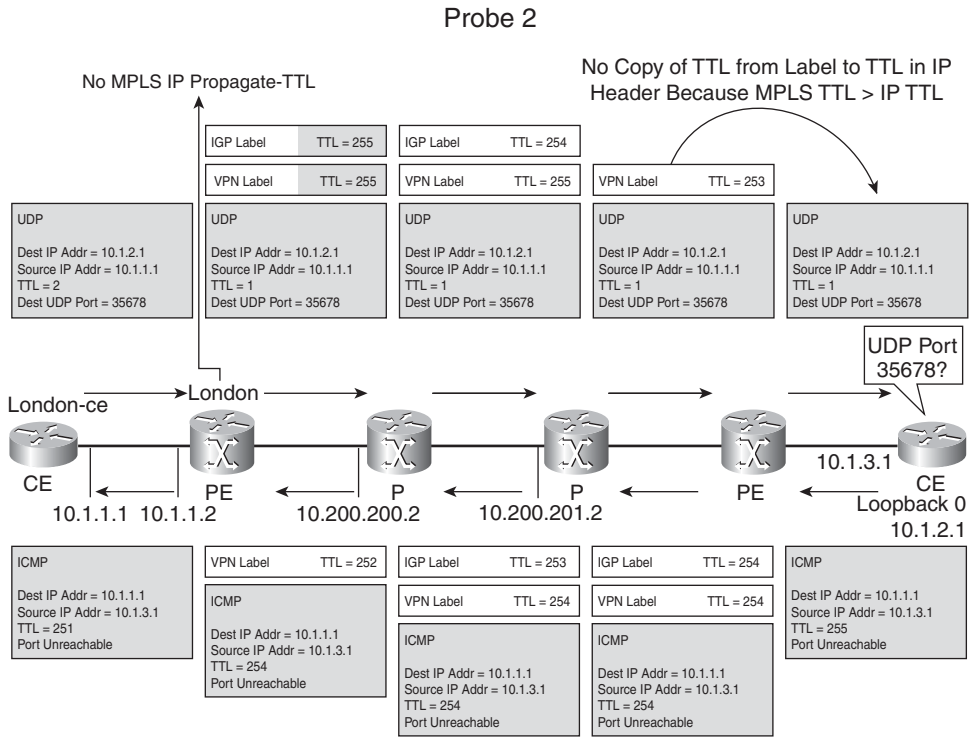 Probe 2
No MPLS IP Propagate-TTL
No Copy of TTL from Label to TTL in IP
Header Because MPLS TTL > IP TTL
IGP Label TTL = 255
IGP Label TTL = 254
VPN Label TTL = 255
VPN Label TTL = 255
VPN Label TTL = 253
UDP
Dest IP Addr = 10.1.2.1
Source IP Addr = 10.1.1.1
TTL = 2
Dest UDP Port = 35678
UDP
Dest IP Addr = 10.1.2.1
Source IP Addr = 10.1.1.1
TTL = 1
Dest UDP Port = 35678
UDP
Dest IP Addr = 10.1.2.1
Source IP Addr = 10.1.1.1
TTL = 1
Dest UDP Port = 35678
UDP
Dest IP Addr = 10.1.2.1
Source IP Addr = 10.1.1.1
TTL = 1
Dest UDP Port = 35678
UDP
Dest IP Addr = 10.1.2.1
Source IP Addr = 10.1.1.1
TTL = 1
Dest UDP Port = 35678
UDP Port
35678?
London-ce
London
CE
PE
P
P
PE
10.1.3.1
CE
Loopback 0
10.1.2.1
10.1.1.1
10.1.1.2
10.200.200.2
10.200.201.2
ICMP
Dest IP Addr = 10.1.1.1
Source IP Addr = 10.1.3.1
TTL = 251
Port Unreachable
VPN Label TTL = 252
ICMP
Dest IP Addr = 10.1.1.1
Source IP Addr = 10.1.3.1
TTL = 254
Port Unreachable
IGP Label TTL = 253
VPN Label TTL = 254
ICMP
Dest IP Addr = 10.1.1.1
Source IP Addr = 10.1.3.1
TTL = 254
Port Unreachable
IGP Label TTL = 254
VPN Label TTL = 254
ICMP
Dest IP Addr = 10.1.1.1
Source IP Addr = 10.1.3.1
TTL = 254
Port Unreachable
ICMP
Dest IP Addr = 10.1.1.1
Source IP Addr = 10.1.3.1
TTL = 255
Port Unreachable